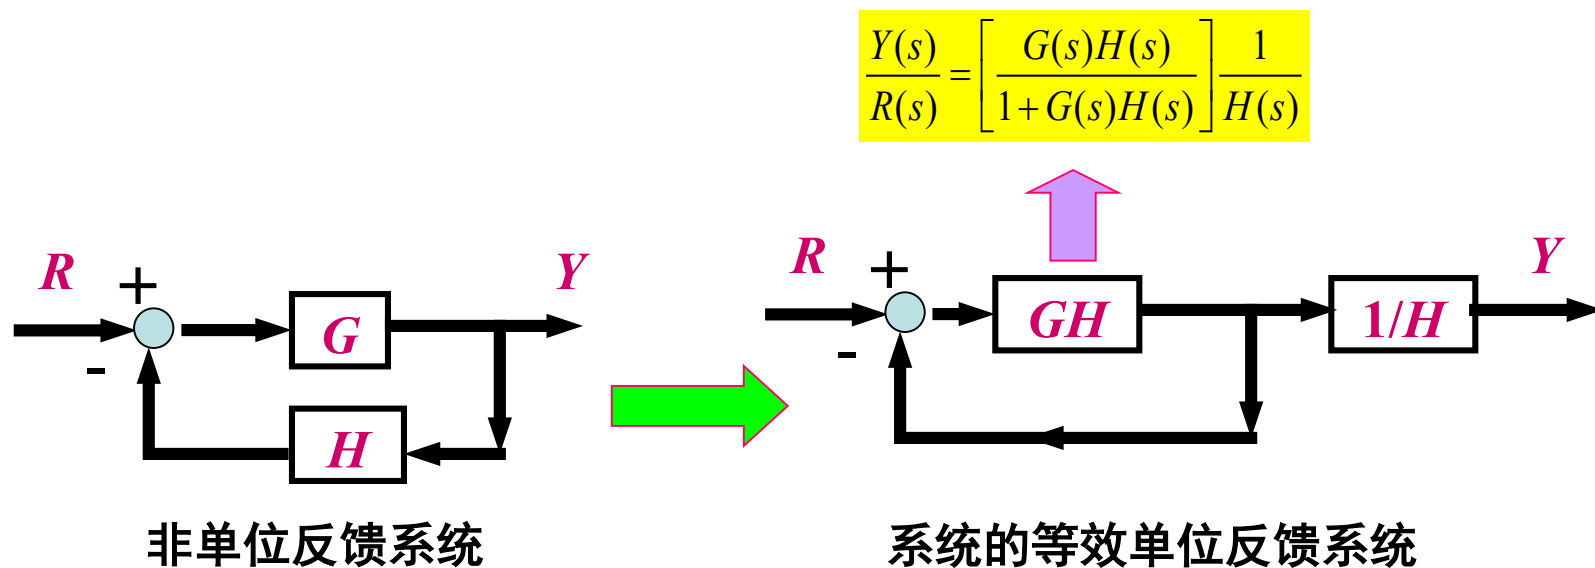 Y(s)/R(s) = [G(s)H(s)/(1+G(s)H(s))] 1/H(s)
R + - G Y
H
R + - GH 1/H Y
非单位反馈系统
系统的等效单位反馈系统